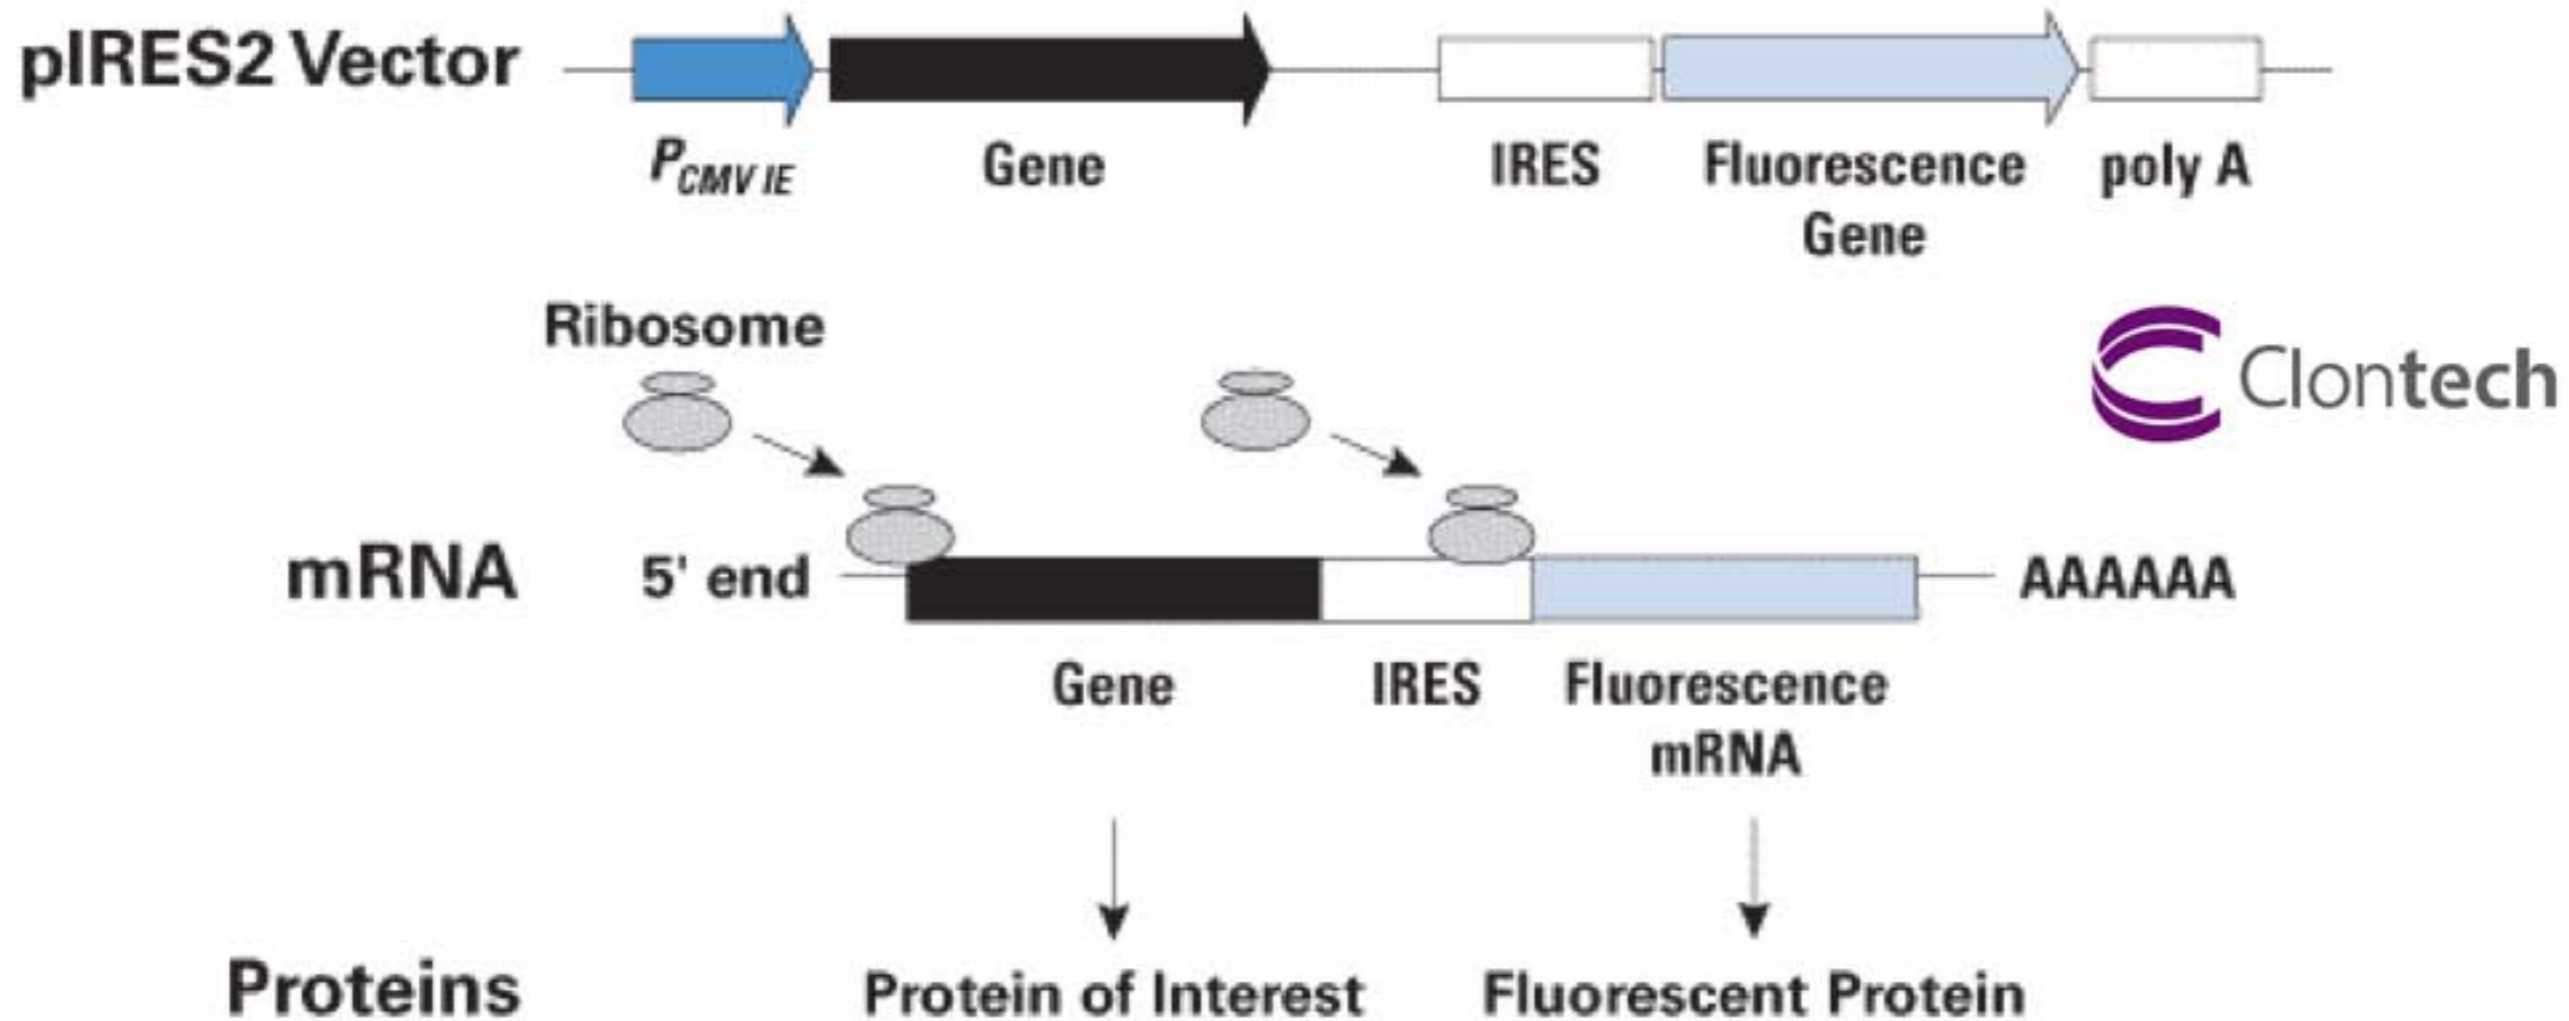 pIRES2 Vector
P CMV IE
Gene
IRES
Fluorescence
Gene
poly A
Ribosome
Clontech
mRNA
5' end
AAAAAA
Gene
IRES
Fluorescence
mRNA
Proteins
Protein of Interest
Fluorescent Protein